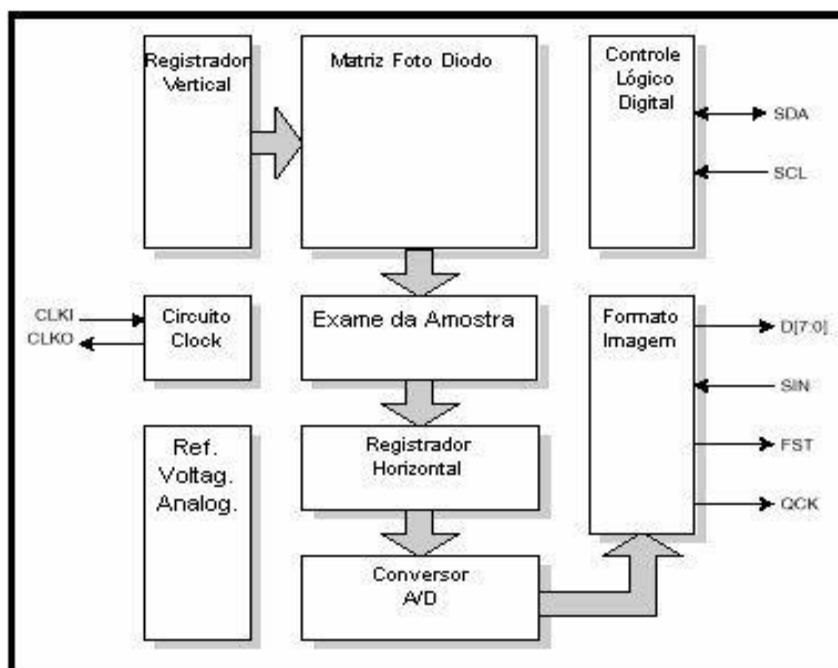 Registrador
Vertical
Matriz Foto Diodo
Controle
Lógico
Digital
SDA
SCL
CLKI
CLKO
Circuito
Clock
Exame da Amostra
Formato
Imagem
D[7:0]
SIN
FST
QCK
Ref.
Voltag.
Analog.
Registrador
Horizontal
Conversor
A/D